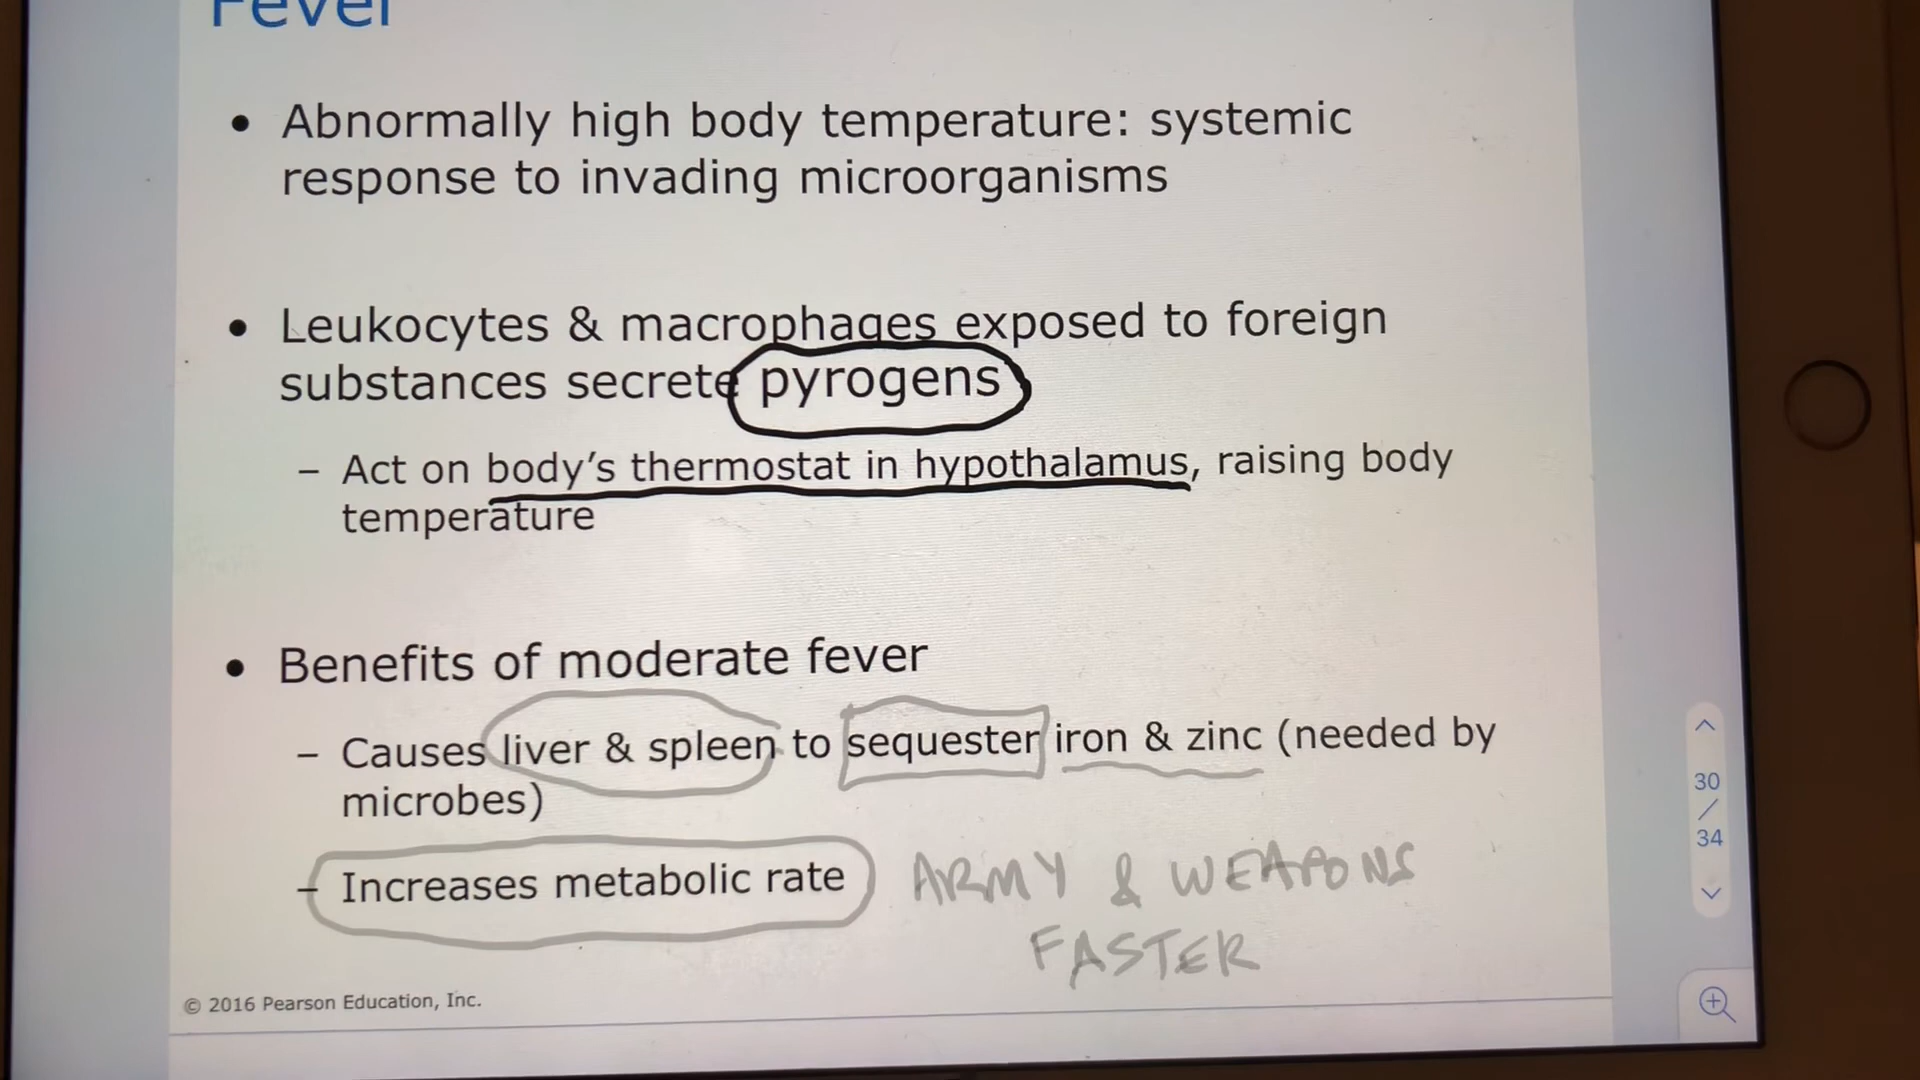 Fever
• Abnormally high body temperature: systemic
response to invading microorganisms
• Leukocytes & macrophages exposed to foreign
substances secrete pyrogens
– Act on body's thermostat in hypothalamus, raising body
temperature
• Benefits of moderate fever
– Causes liver & spleen to sequester iron & zinc (needed by
microbes)
– Increases metabolic rate ARMY & WEAPONS
FASTER
30
/
34
© 2016 Pearson Education, Inc.